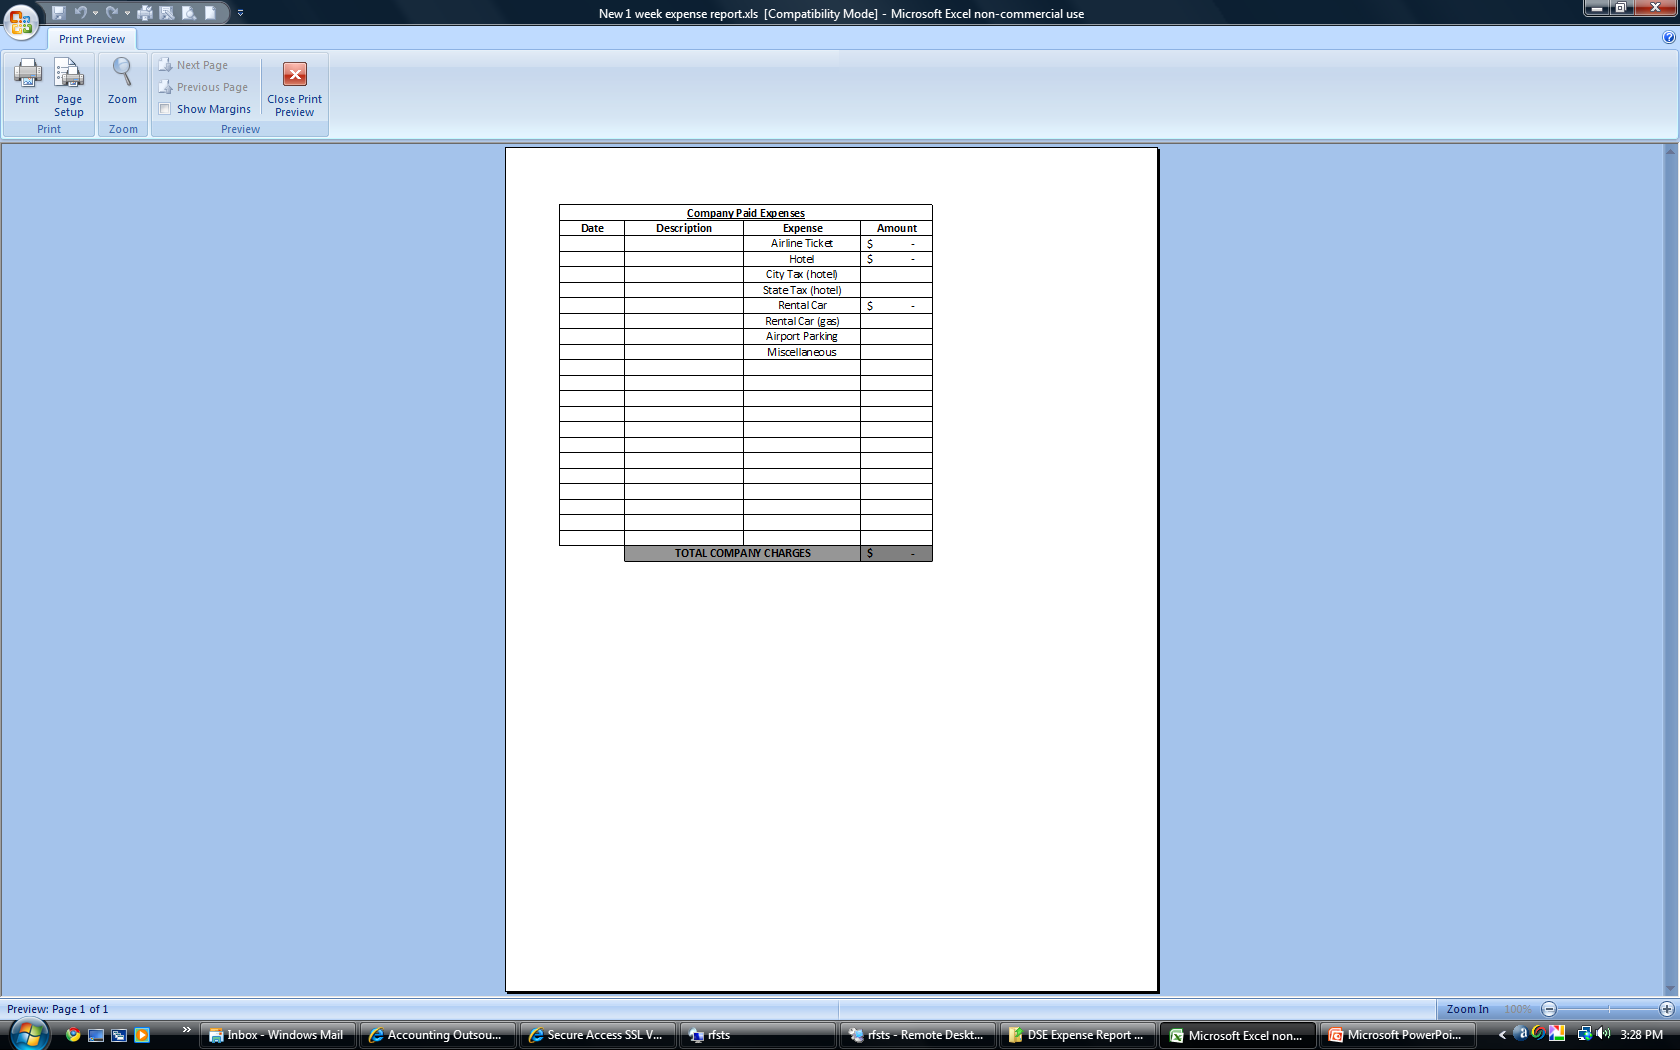 New 1 week expense report.xls  [Compatibility Mode] - Microsoft Excel non-commercial use
Print Preview
Print
Page Setup
Zoom
Next Page
Previous Page
Show Margins
Close Print Preview
Print
Zoom
Preview
Company Paid Expenses
Date Description Expense Amount
Airline Ticket $ -
Hotel $ -
City Tax (hotel)
State Tax (hotel)
Rental Car $ -
Rental Car (gas)
Airport Parking
Miscellaneous
TOTAL COMPANY CHARGES $ -
Preview: Page 1 of 1
Zoom In 100%
Inbox - Windows Mail
Accounting Outsou...
Secure Access SSL V...
rfsts
rfsts - Remote Deskt...
DSE Expense Report ...
Microsoft Excel non...
Microsoft PowerPoi...
3:28 PM